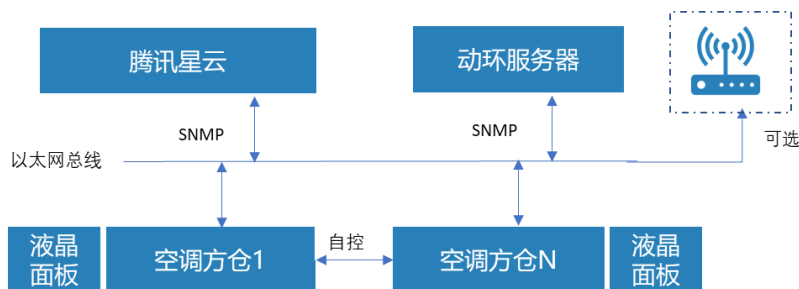 腾讯星云
动环服务器
SNMP
SNMP
可选
以太网总线
液晶
面板
空调方仓1
自控
空调方仓N
液晶
面板